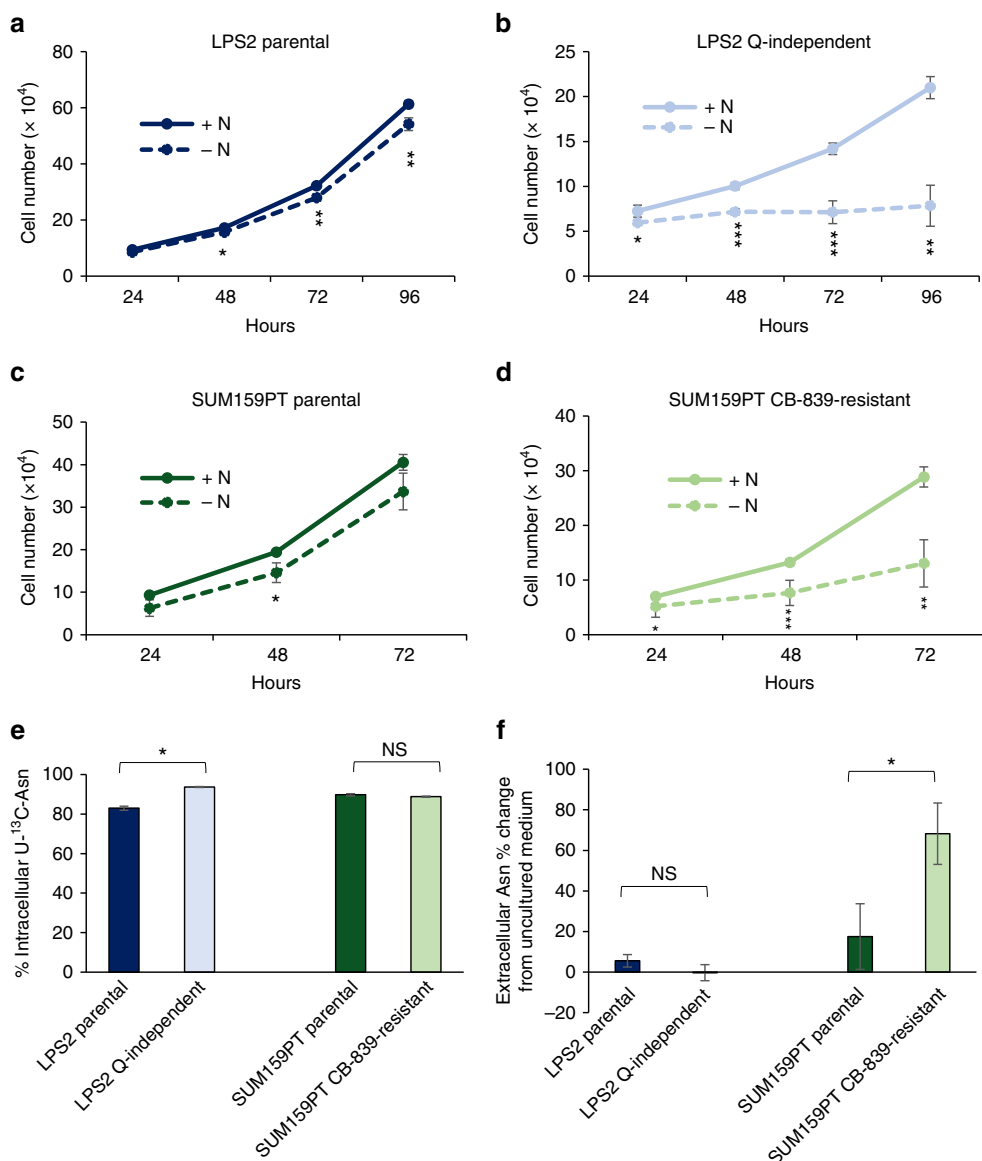 a
LPS2 parental
Cell number (× 10⁴)
80
60
40
20
0
+ N
– N
*
**
**
24 48 72 96
Hours
b
LPS2 Q-independent
Cell number (× 10⁴)
25
20
15
10
5
0
+ N
– N
*
***
***
**
24 48 72 96
Hours
c
SUM159PT parental
Cell number (×10⁴)
50
40
30
20
10
0
+ N
– N
*
24 48 72
Hours
d
SUM159PT CB-839-resistant
Cell number (× 10⁴)
40
30
20
10
0
+ N
– N
*
***
**
24 48 72
Hours
e
% Intracellular U-¹³C-Asn
100
80
60
40
20
0
*
NS
LPS2 parental
LPS2 Q-independent
SUM159PT parental
SUM159PT CB-839-resistant
f
Extracellular Asn % change
from uncultured medium
100
80
60
40
20
0
–20
NS
*
LPS2 parental
LPS2 Q-independent
SUM159PT parental
SUM159PT CB-839-resistant